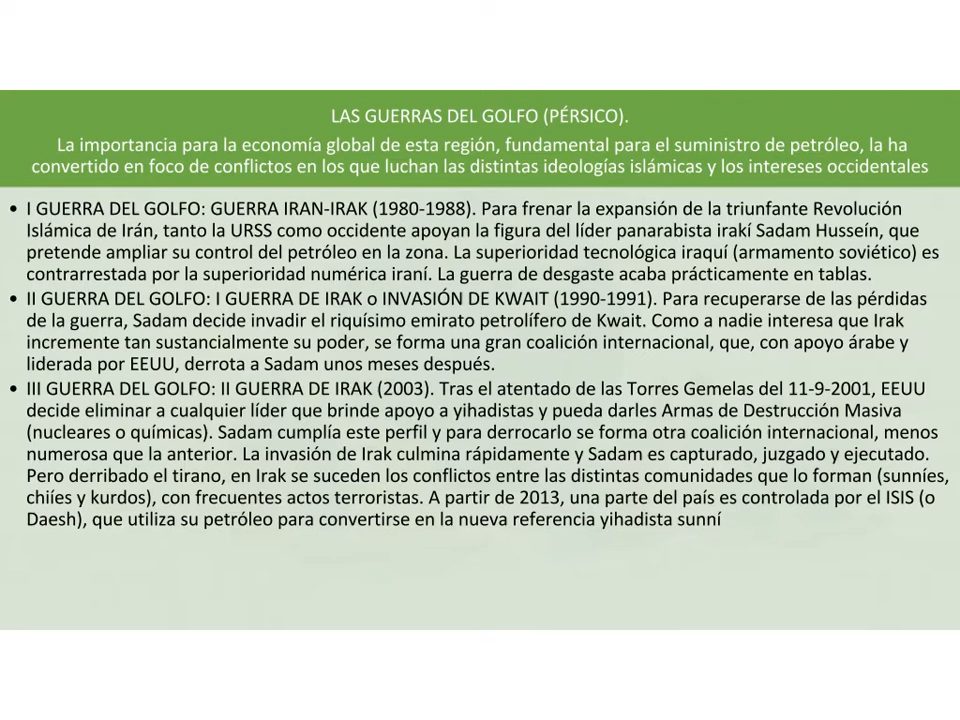 LAS GUERRAS DEL GOLFO (PÉRSICO).
La importancia para la economía global de esta región, fundamental para el suministro de petróleo, la ha
convertido en foco de conflictos en los que luchan las distintas ideologías islámicas y los intereses occidentales
• I GUERRA DEL GOLFO: GUERRA IRAN-IRAK (1980-1988). Para frenar la expansión de la triunfante Revolución
Islámica de Irán, tanto la URSS como occidente apoyan la figura del líder panarabista irakí Sadam Husseín, que
pretende ampliar su control del petróleo en la zona. La superioridad tecnológica iraquí (armamento soviético) es
contrarrestada por la superioridad numérica iraní. La guerra de desgaste acaba prácticamente en tablas.
• II GUERRA DEL GOLFO: I GUERRA DE IRAK o INVASIÓN DE KWAIT (1990-1991). Para recuperarse de las pérdidas
de la guerra, Sadam decide invadir el riquísimo emirato petrolífero de Kwait. Como a nadie interesa que Irak
incremente tan sustancialmente su poder, se forma una gran coalición internacional, que, con apoyo árabe y
liderada por EEUU, derrota a Sadam unos meses después.
• III GUERRA DEL GOLFO: II GUERRA DE IRAK (2003). Tras el atentado de las Torres Gemelas del 11-9-2001, EEUU
decide eliminar a cualquier líder que brinde apoyo a yihadistas y pueda darles Armas de Destrucción Masiva
(nucleares o químicas). Sadam cumplía este perfil y para derrocarlo se forma otra coalición internacional, menos
numerosa que la anterior. La invasión de Irak culmina rápidamente y Sadam es capturado, juzgado y ejecutado.
Pero derribado el tirano, en Irak se suceden los conflictos entre las distintas comunidades que lo forman (sunníes,
chiíes y kurdos), con frecuentes actos terroristas. A partir de 2013, una parte del país es controlada por el ISIS (o
Daesh), que utiliza su petróleo para convertirse en la nueva referencia yihadista sunní